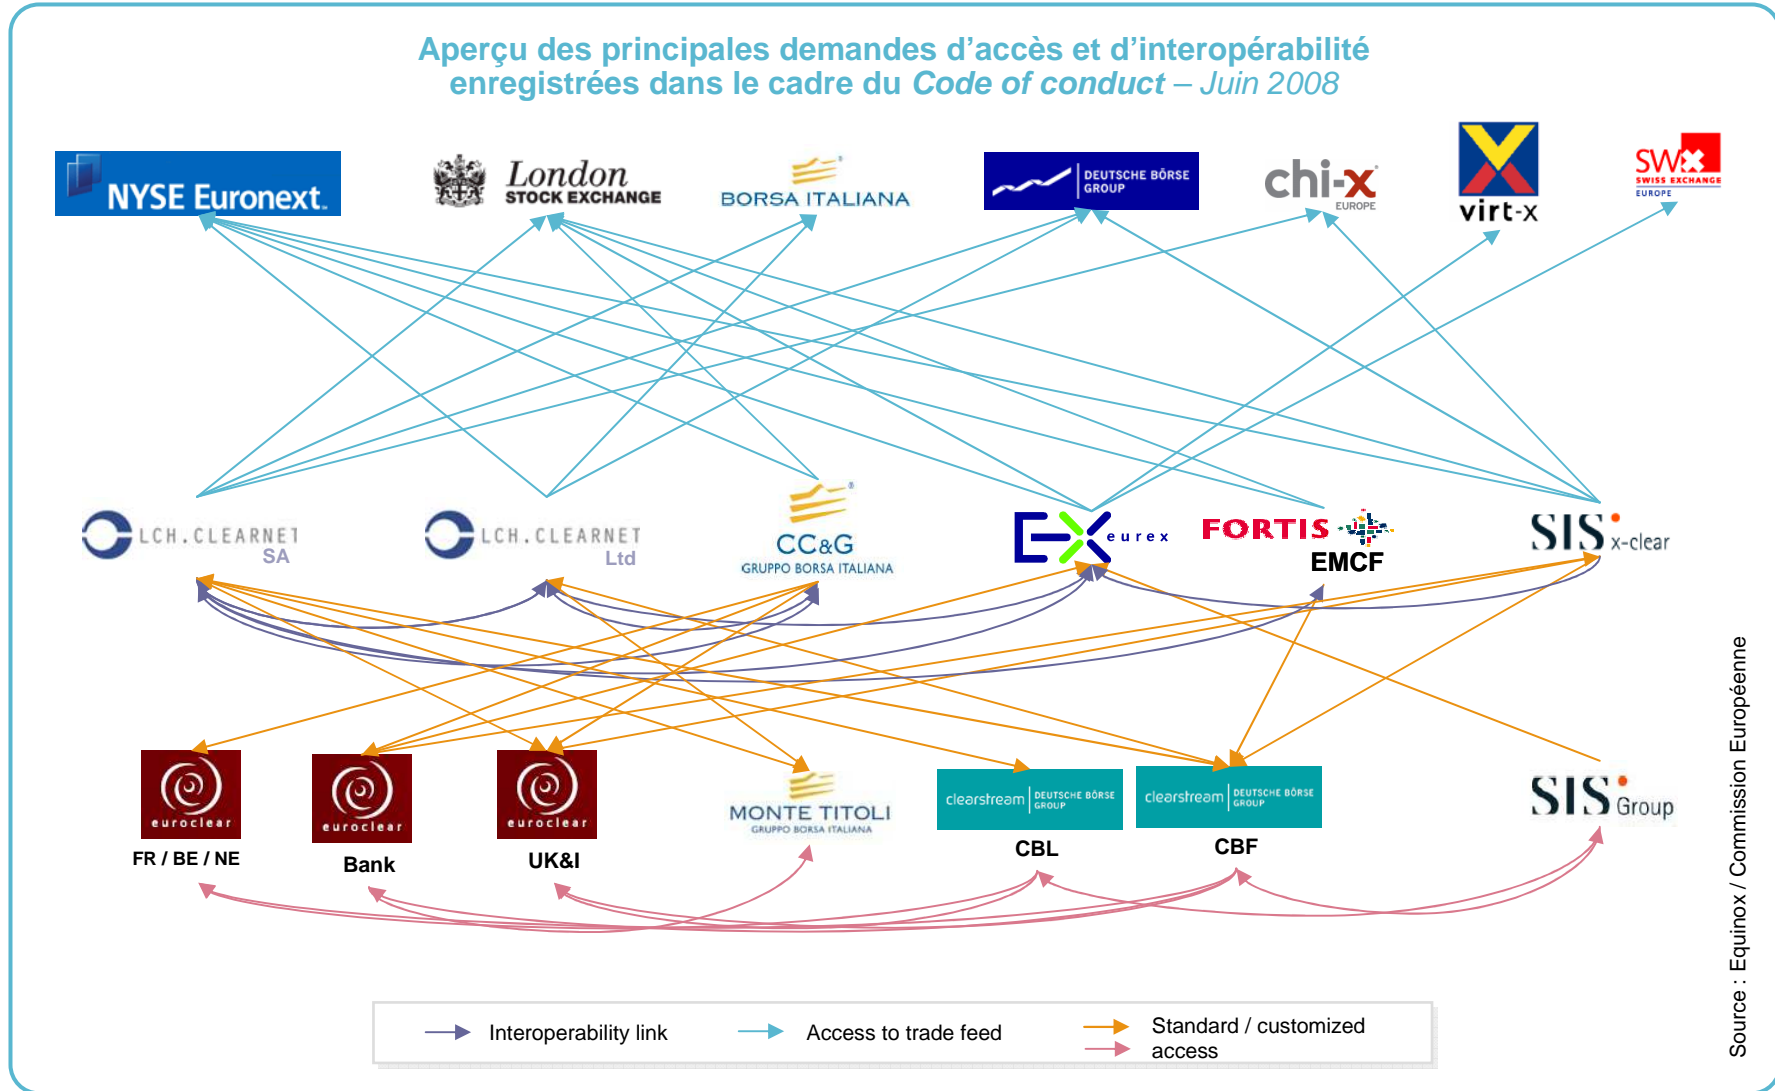 Aperçu des principales demandes d'accès et d'interopérabilité
enregistrées dans le cadre du Code of conduct – Juin 2008
NYSE Euronext.
London
STOCK EXCHANGE
BORSA ITALIANA
DEUTSCHE BÖRSE
GROUP
chi-x
EUROPE
virt-x
SWX
SWISS EXCHANGE
EUROPE
LCH.CLEARNET
SA
LCH.CLEARNET
Ltd
CC&G
GRUPPO BORSA ITALIANA
eurex
FORTIS
EMCF
SIS
x-clear
euroclear
FR / BE / NE
euroclear
Bank
euroclear
UK&I
MONTE TITOLI
GRUPPO BORSA ITALIANA
clearstream
DEUTSCHE BÖRSE
GROUP
CBL
clearstream
DEUTSCHE BÖRSE
GROUP
CBF
SIS
Group
Interoperability link
Access to trade feed
Standard / customized
access
Source : Equinox / Commission Européenne